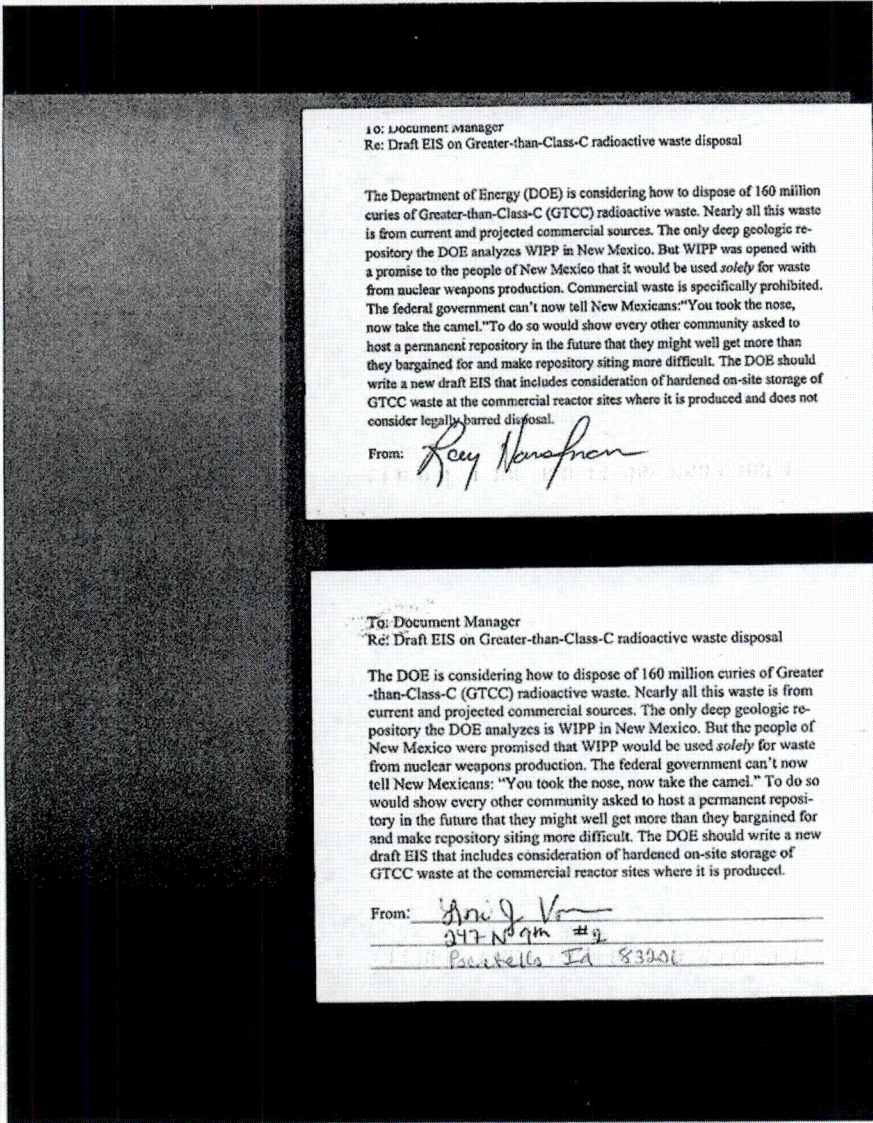 To: Document Manager
Re: Draft EIS on Greater-than-Class-C radioactive waste disposal
The Department of Energy (DOE) is considering how to dispose of 160 million
curies of Greater-than-Class-C (GTCC) radioactive waste. Nearly all this waste
is from current and projected commercial sources. The only deep geologic re-
pository the DOE analyzes WIPP in New Mexico. But WIPP was opened with
a promise to the people of New Mexico that it would be used solely for waste
from nuclear weapons production. Commercial waste is specifically prohibited.
The federal government can't now tell New Mexicans:“You took the nose,
now take the camel.”To do so would show every other community asked to
host a permanent repository in the future that they might well get more than
they bargained for and make repository siting more difficult. The DOE should
write a new draft EIS that includes consideration of hardened on-site storage of
GTCC waste at the commercial reactor sites where it is produced and does not
consider legally barred disposal.
From:
To: Document Manager
Re: Draft EIS on Greater-than-Class-C radioactive waste disposal
The DOE is considering how to dispose of 160 million curies of Greater
-than-Class-C (GTCC) radioactive waste. Nearly all this waste is from
current and projected commercial sources. The only deep geologic re-
pository the DOE analyzes is WIPP in New Mexico. But the people of
New Mexico were promised that WIPP would be used solely for waste
from nuclear weapons production. The federal government can't now
tell New Mexicans: “You took the nose, now take the camel.” To do so
would show every other community asked to host a permanent reposi-
tory in the future that they might well get more than they bargained for
and make repository siting more difficult. The DOE should write a new
draft EIS that includes consideration of hardened on-site storage of
GTCC waste at the commercial reactor sites where it is produced.
From: Lori J.
247 N 7th #2
Pocatello Id 83201